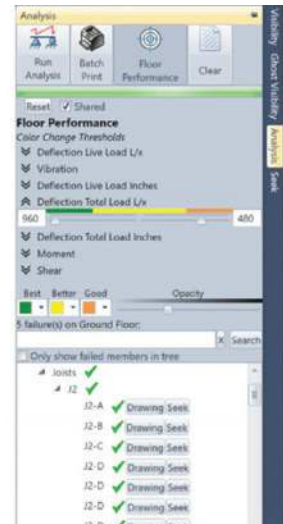 Analysis
Run Analysis
Batch Print
Floor Performance
Clear
Reset Shared
Floor Performance
Color Change Thresholds
Deflection Live Load L/x
Vibration
Deflection Live Load Inches
Deflection Total Load L/x
960 480
Deflection Total Load Inches
Moment
Shear
Best Better Good Opacity
5 failure(s) on Ground Floor:
X Search
Only show failed members in tree
Joists
J2
J2-A Drawing Seek
J2-B Drawing Seek
J2-C Drawing Seek
J2-D Drawing Seek
J2-D Drawing Seek
J2-D Drawing Seek
Visibility
Ghost Visibility
Analysis
Seek